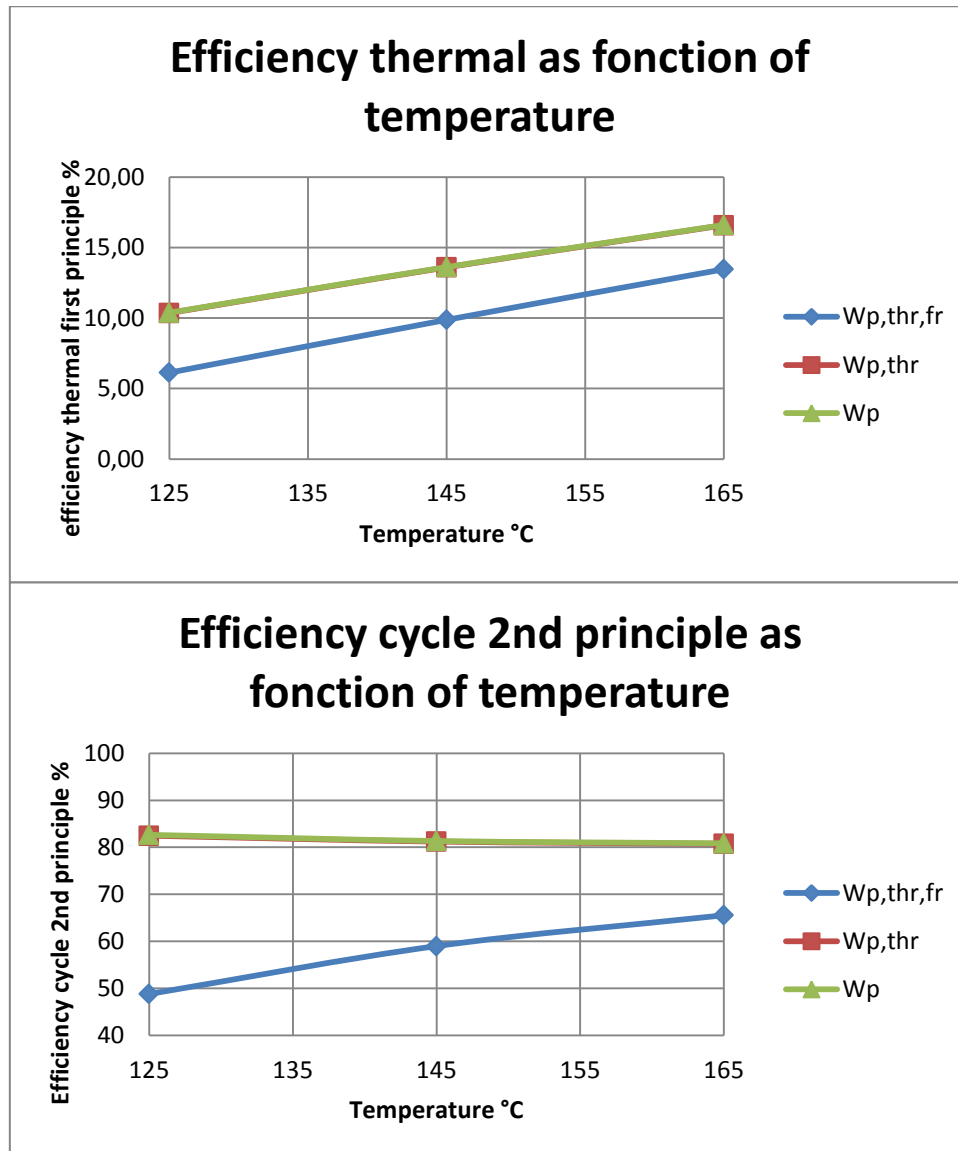 Efficiency thermal as fonction of
temperature
efficiency thermal first principle %
20,00
15,00
10,00
5,00
0,00
125 135 145 155 165
Temperature °C
Wp,thr,fr
Wp,thr
Wp
Efficiency cycle 2nd principle as
fonction of temperature
Efficiency cycle 2nd principle %
100
90
80
70
60
50
40
125 135 145 155 165
Temperature °C
Wp,thr,fr
Wp,thr
Wp